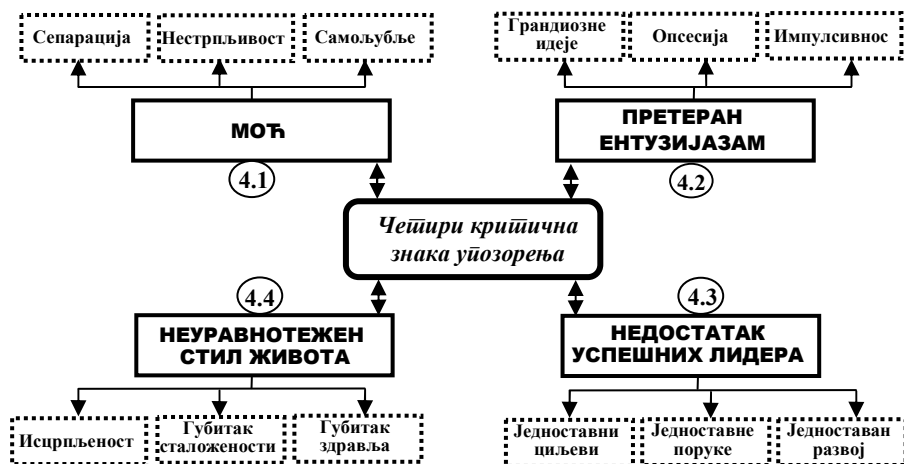 Сепарација
Нестрпљивост
Самољубље
Грандиозне
идеје
Опсесија
Импулсивнос
МОЋ
ПРЕТЕРАН
ЕНТУЗИЈАЗАМ
4.1
4.2
Четири критична
знака упозорења
4.4
4.3
НЕУРАВНОТЕЖЕН
СТИЛ ЖИВОТА
НЕДОСТАТАК
УСПЕШНИХ ЛИДЕРА
Исцрпљеност
Губитак
сталожености
Губитак
здравља
Једноставни
циљеви
Једноставне
поруке
Једноставан
развој